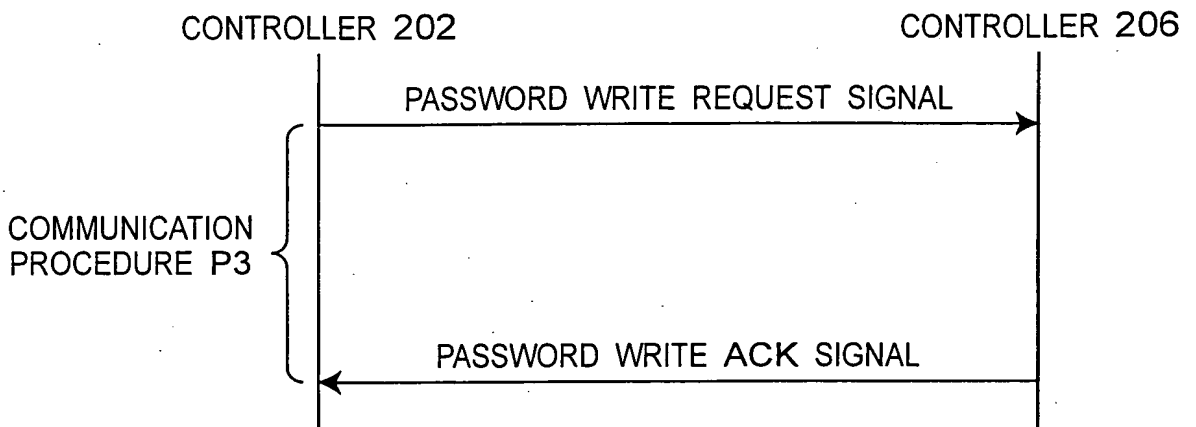 CONTROLLER 202
CONTROLLER 206
PASSWORD WRITE REQUEST SIGNAL
COMMUNICATION
PROCEDURE P3
PASSWORD WRITE ACK SIGNAL